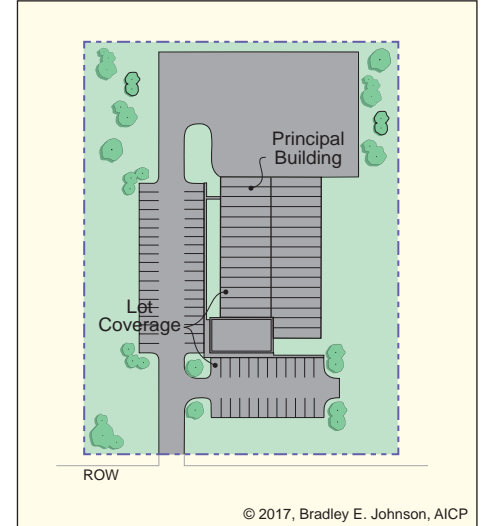 Principal
Building
Lot
Coverage
ROW
© 2017, Bradley E. Johnson, AICP